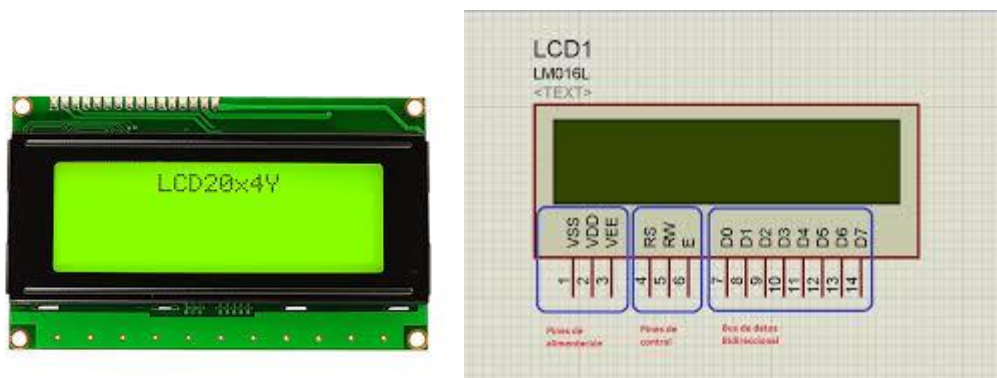 LCD20x4Y
LCD1
LM016L
<TEXT>
VSS
VDD
VEE
RS
RW
E
D0
D1
D2
D3
D4
D5
D6
D7
1
2
3
4
5
6
7
8
9
10
11
12
13
14
Pines de
alimentación
Pines de
control
Bus de datos
Bidireccional